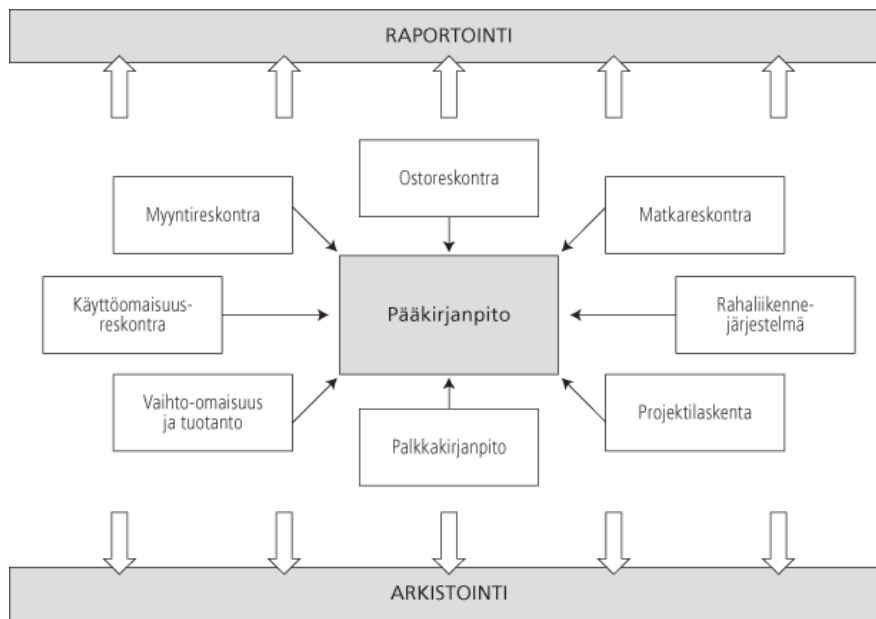 RAPORTOINTI
Ostoreskontra
Myyntireskontra
Matkareskontra
Käyttöomaisuus-
reskontra
Pääkirjanpito
Rahaliikenne-
järjestelmä
Vaihto-omaisuus
ja tuotanto
Palkkakirjanpito
Projektilaskenta
ARKISTOINTI